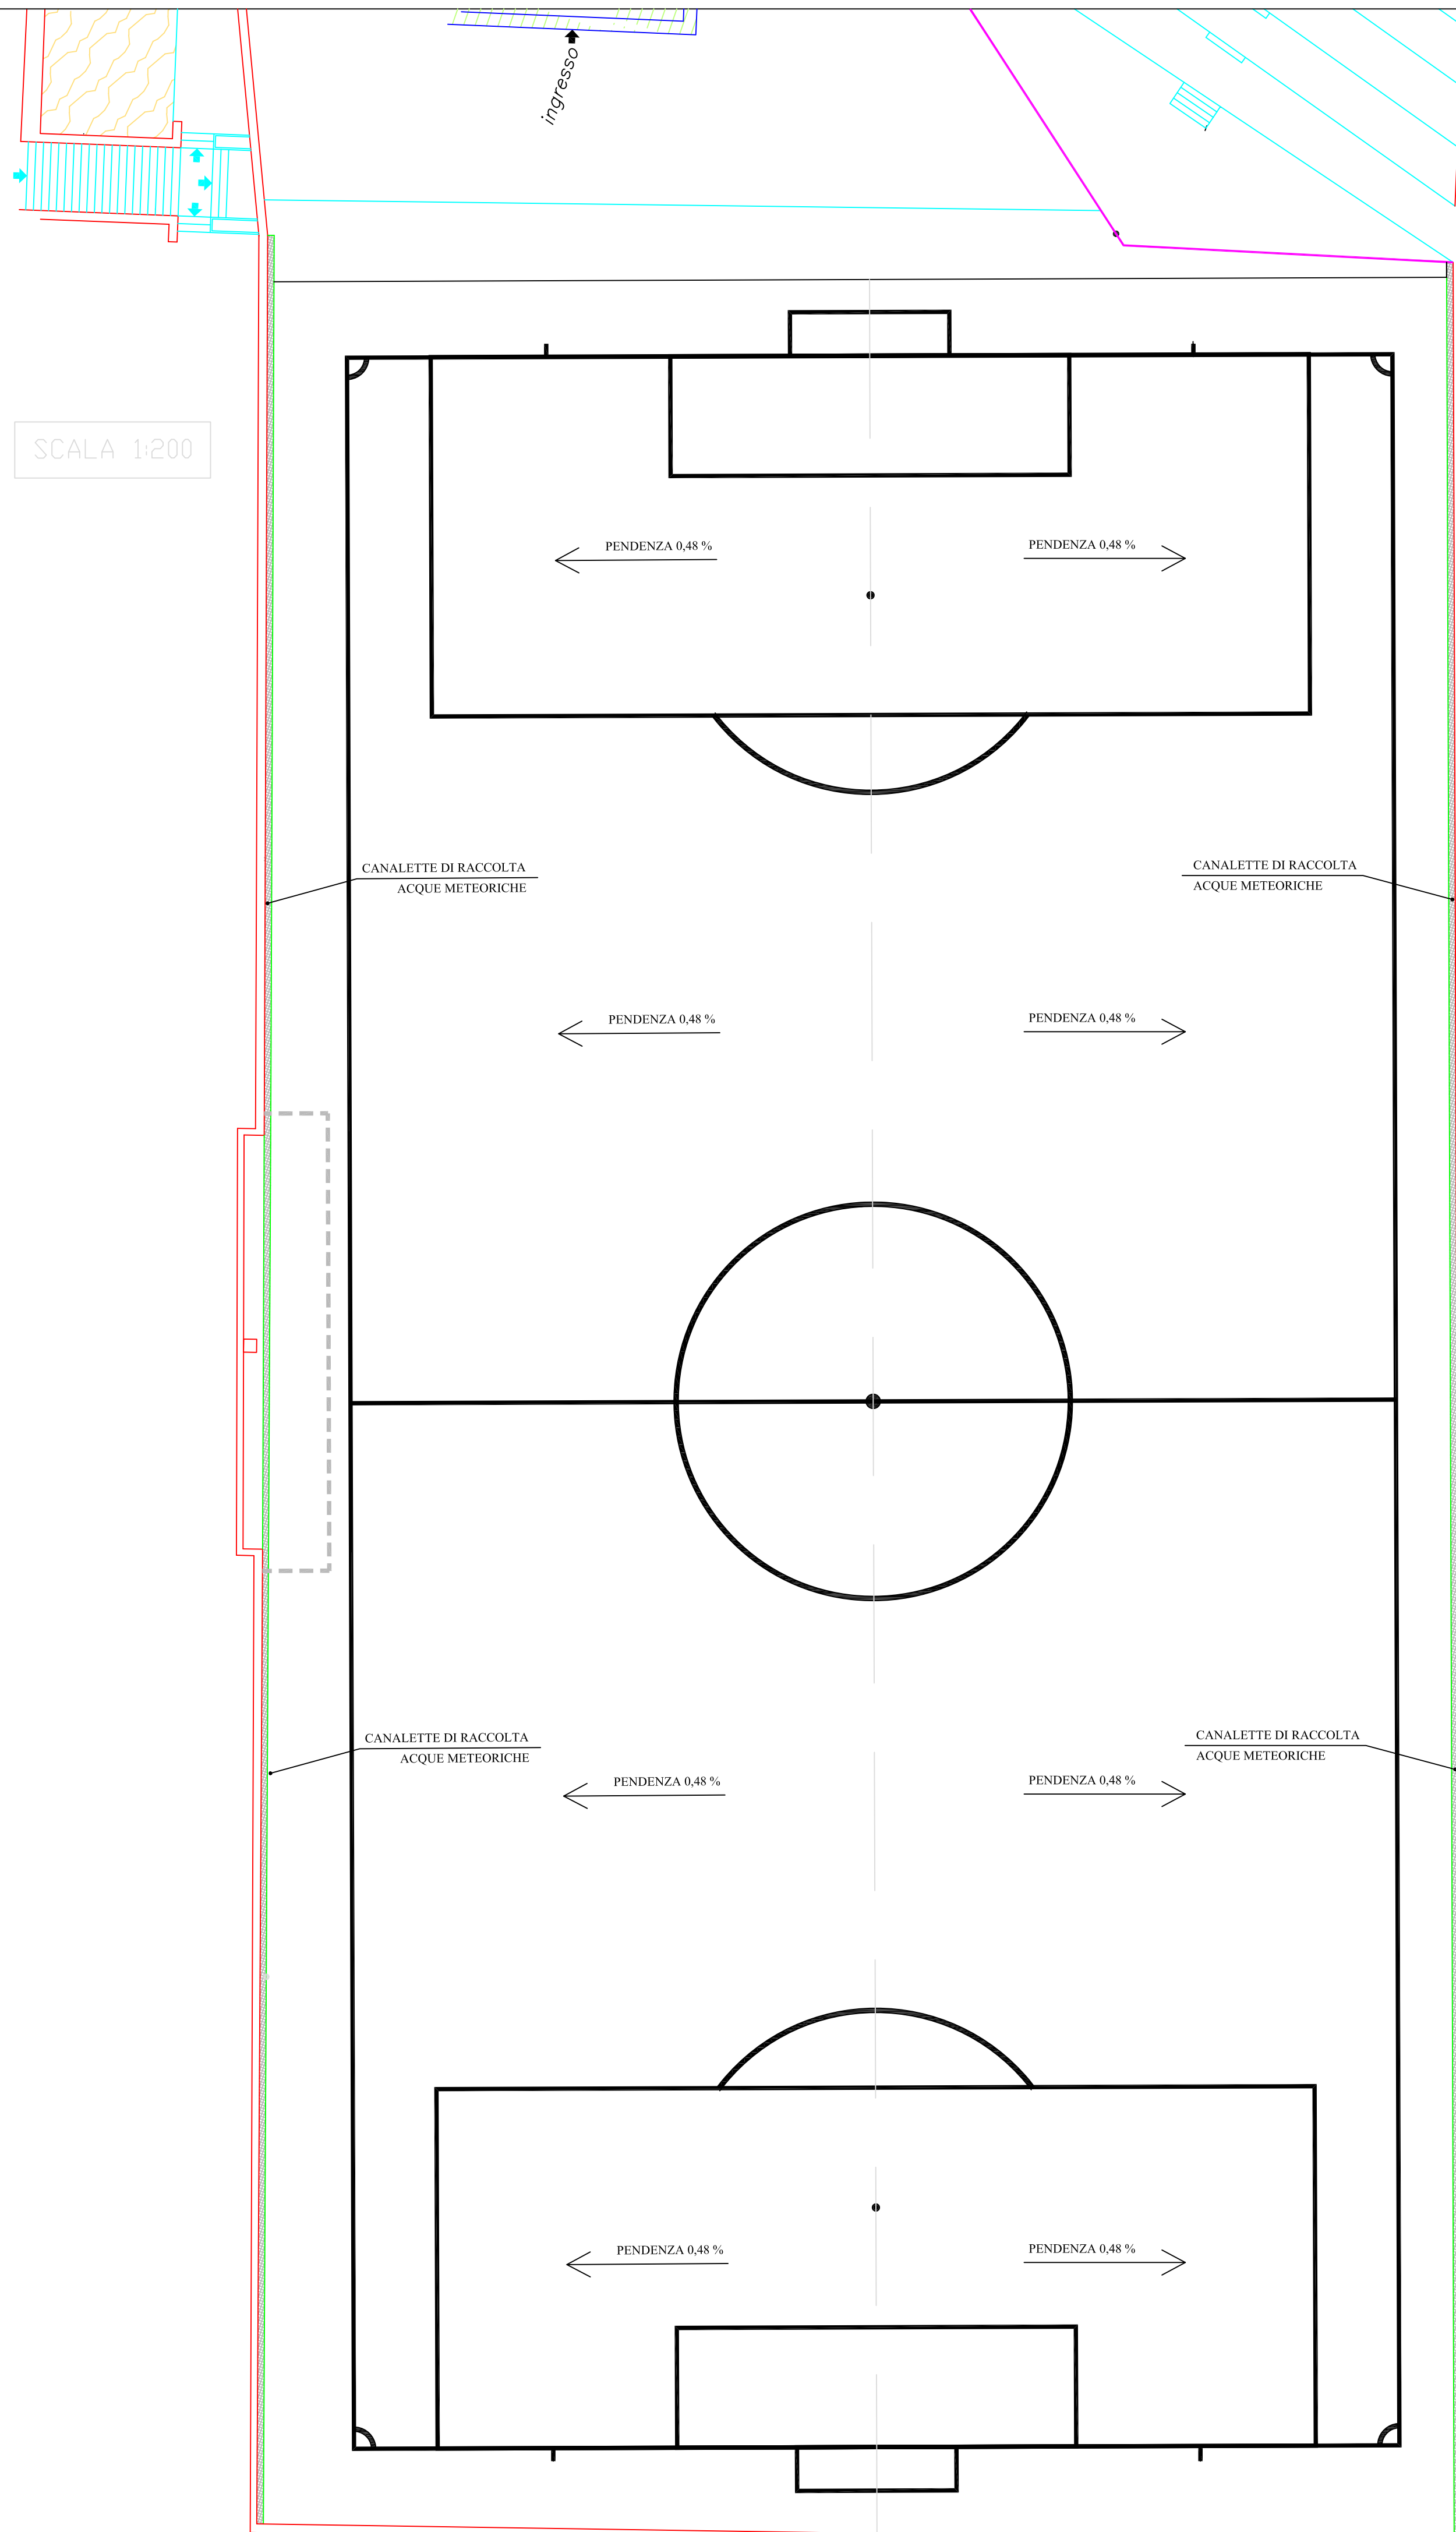 ingresso
SCALA 1:200
PENDENZA 0,48 %
PENDENZA 0,48 %
CANALETTE DI RACCOLTA
ACQUE METEORICHE
CANALETTE DI RACCOLTA
ACQUE METEORICHE
PENDENZA 0,48 %
PENDENZA 0,48 %
CANALETTE DI RACCOLTA
ACQUE METEORICHE
CANALETTE DI RACCOLTA
ACQUE METEORICHE
PENDENZA 0,48 %
PENDENZA 0,48 %
PENDENZA 0,48 %
PENDENZA 0,48 %